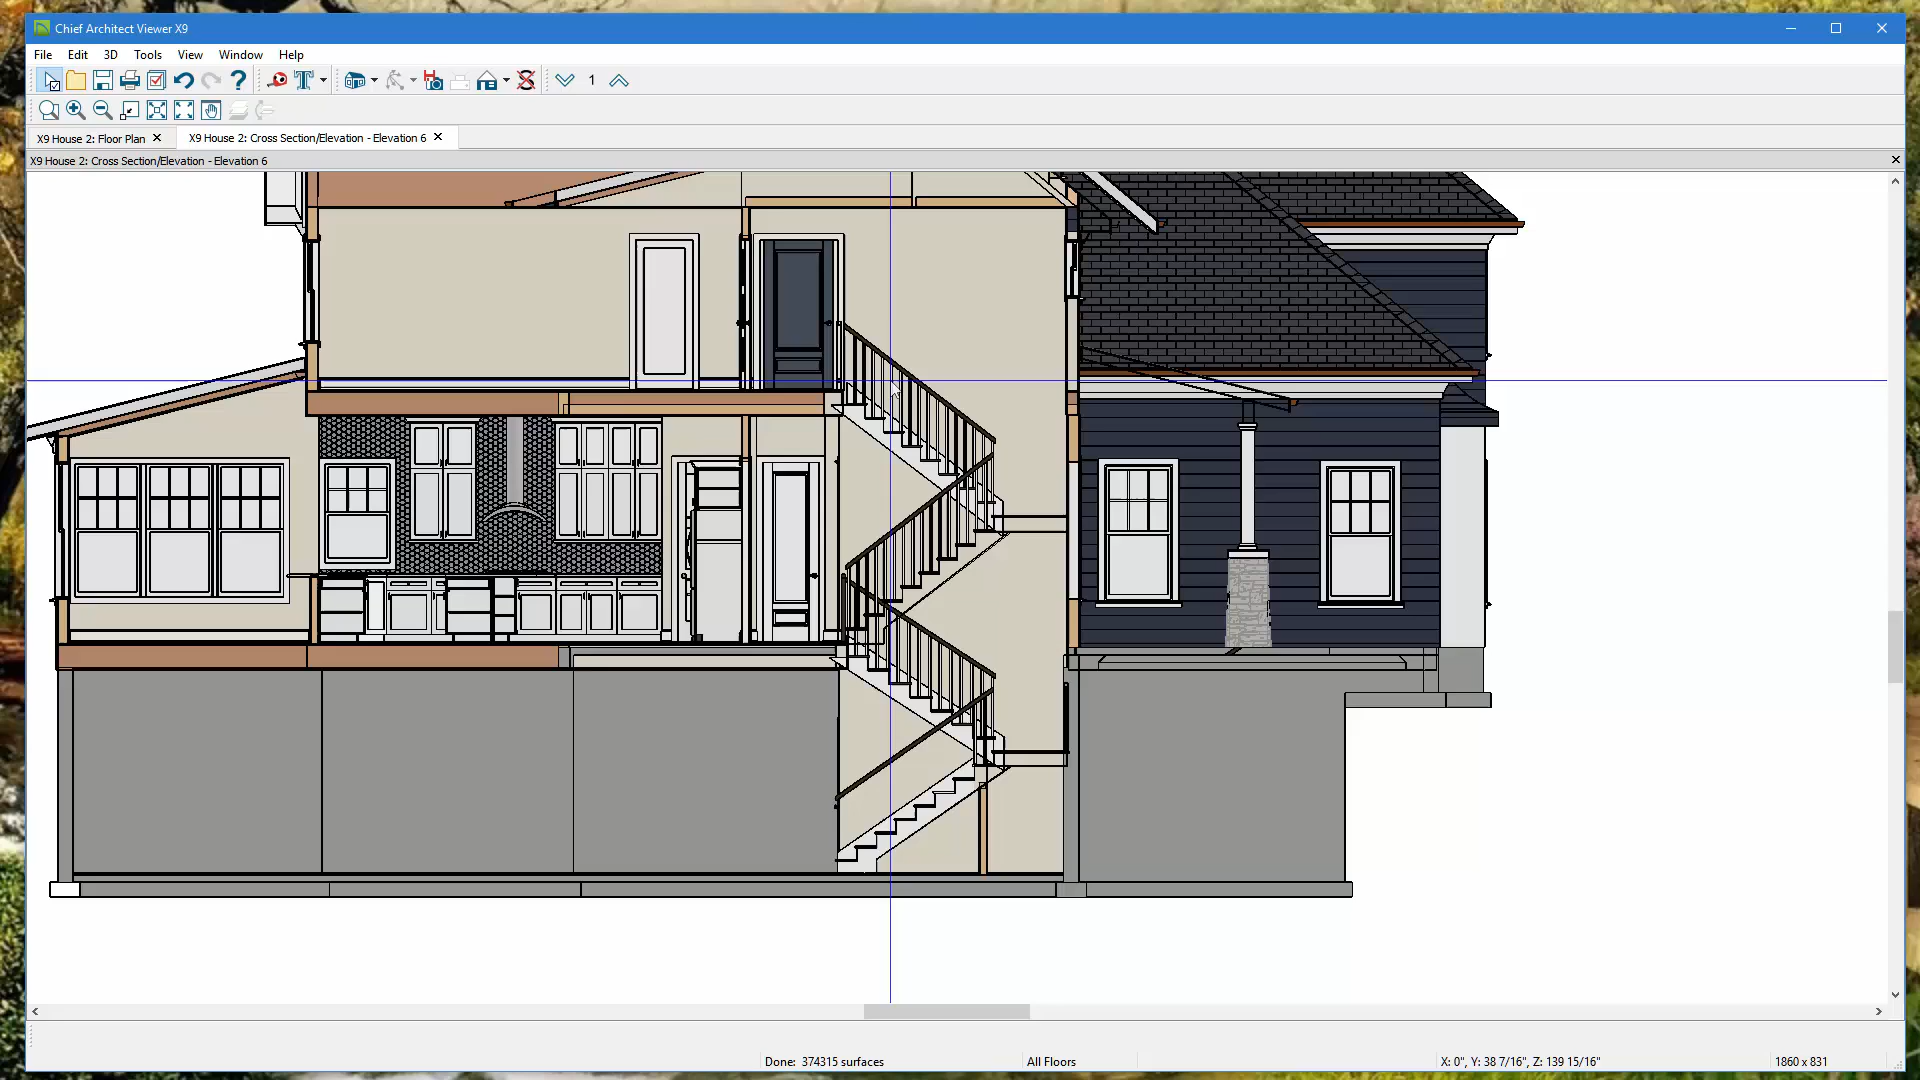 Chief Architect Viewer X9
File Edit 3D Tools View Window Help
1
X9 House 2: Floor Plan
X9 House 2: Cross Section/Elevation - Elevation 6
X9 House 2: Cross Section/Elevation - Elevation 6
Done: 374315 surfaces
All Floors
X: 0", Y: 38 7/16", Z: 139 15/16"
1860 x 831